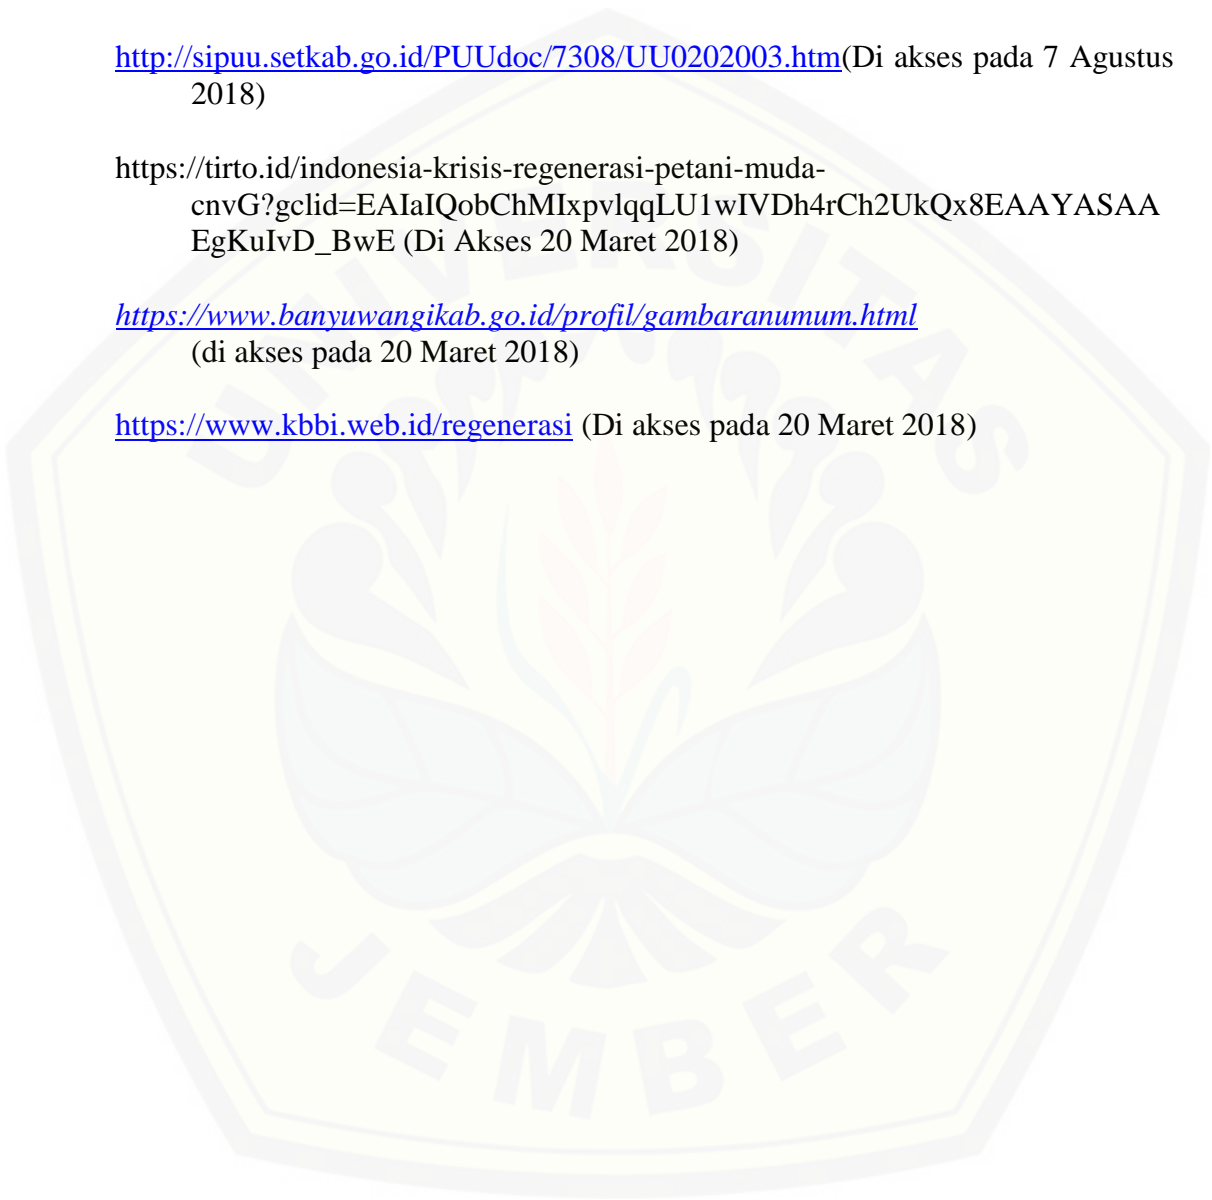 http://sipuu.setkab.go.id/PUUdoc/7308/UU0202003.htm(Di akses pada 7 Agustus
2018)
https://tirto.id/indonesia-krisis-regenerasi-petani-muda-
cnvG?gclid=EAIaIQobChMIxpvlqqLU1wIVDh4rCh2UkQx8EAAYASAA
EgKuIvD_BwE (Di Akses 20 Maret 2018)
https://www.banyuwangikab.go.id/profil/gambaranumum.html
(di akses pada 20 Maret 2018)
https://www.kbbi.web.id/regenerasi (Di akses pada 20 Maret 2018)
UNIVERSITAS
JEMBER